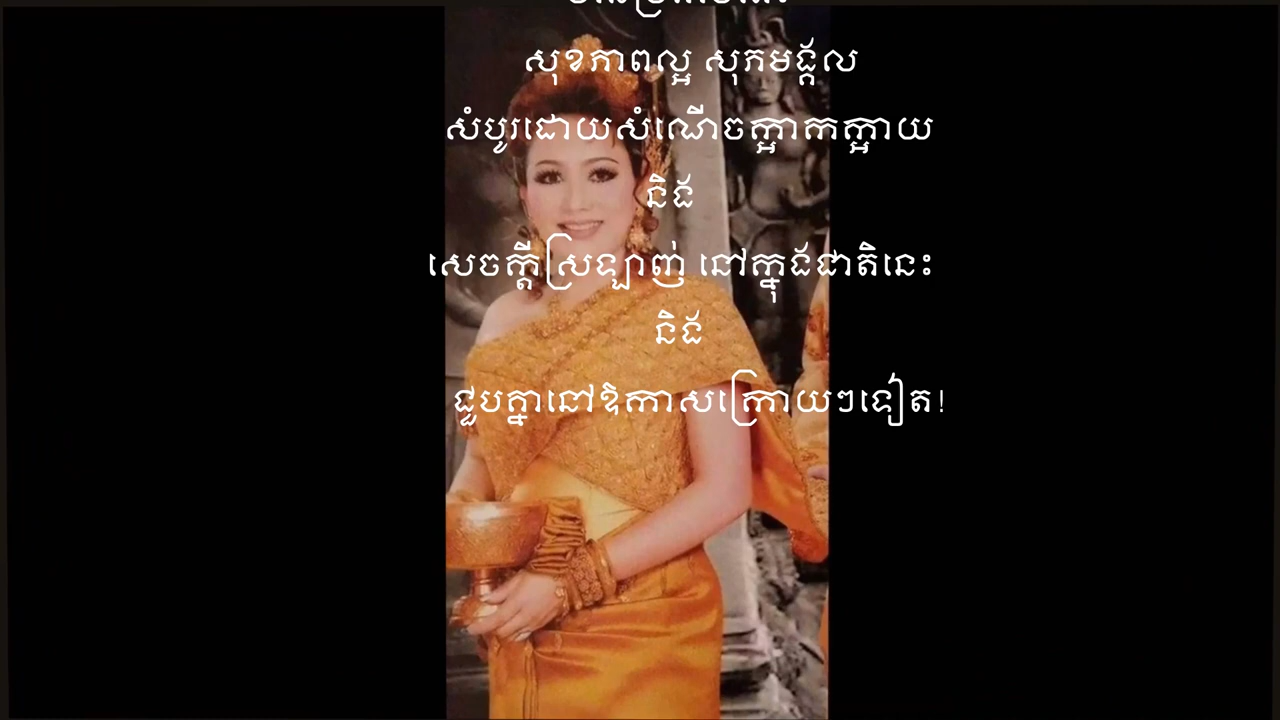 សុខភាពល្អ សុភមង្គល
សំបូរដោយសំណើចក្អាកក្អាយ
និង
សេចក្តីស្រឡាញ់ នៅក្នុងជាតិនេះ
និង
ជួបគ្នានៅឱកាសក្រោយៗទៀត!